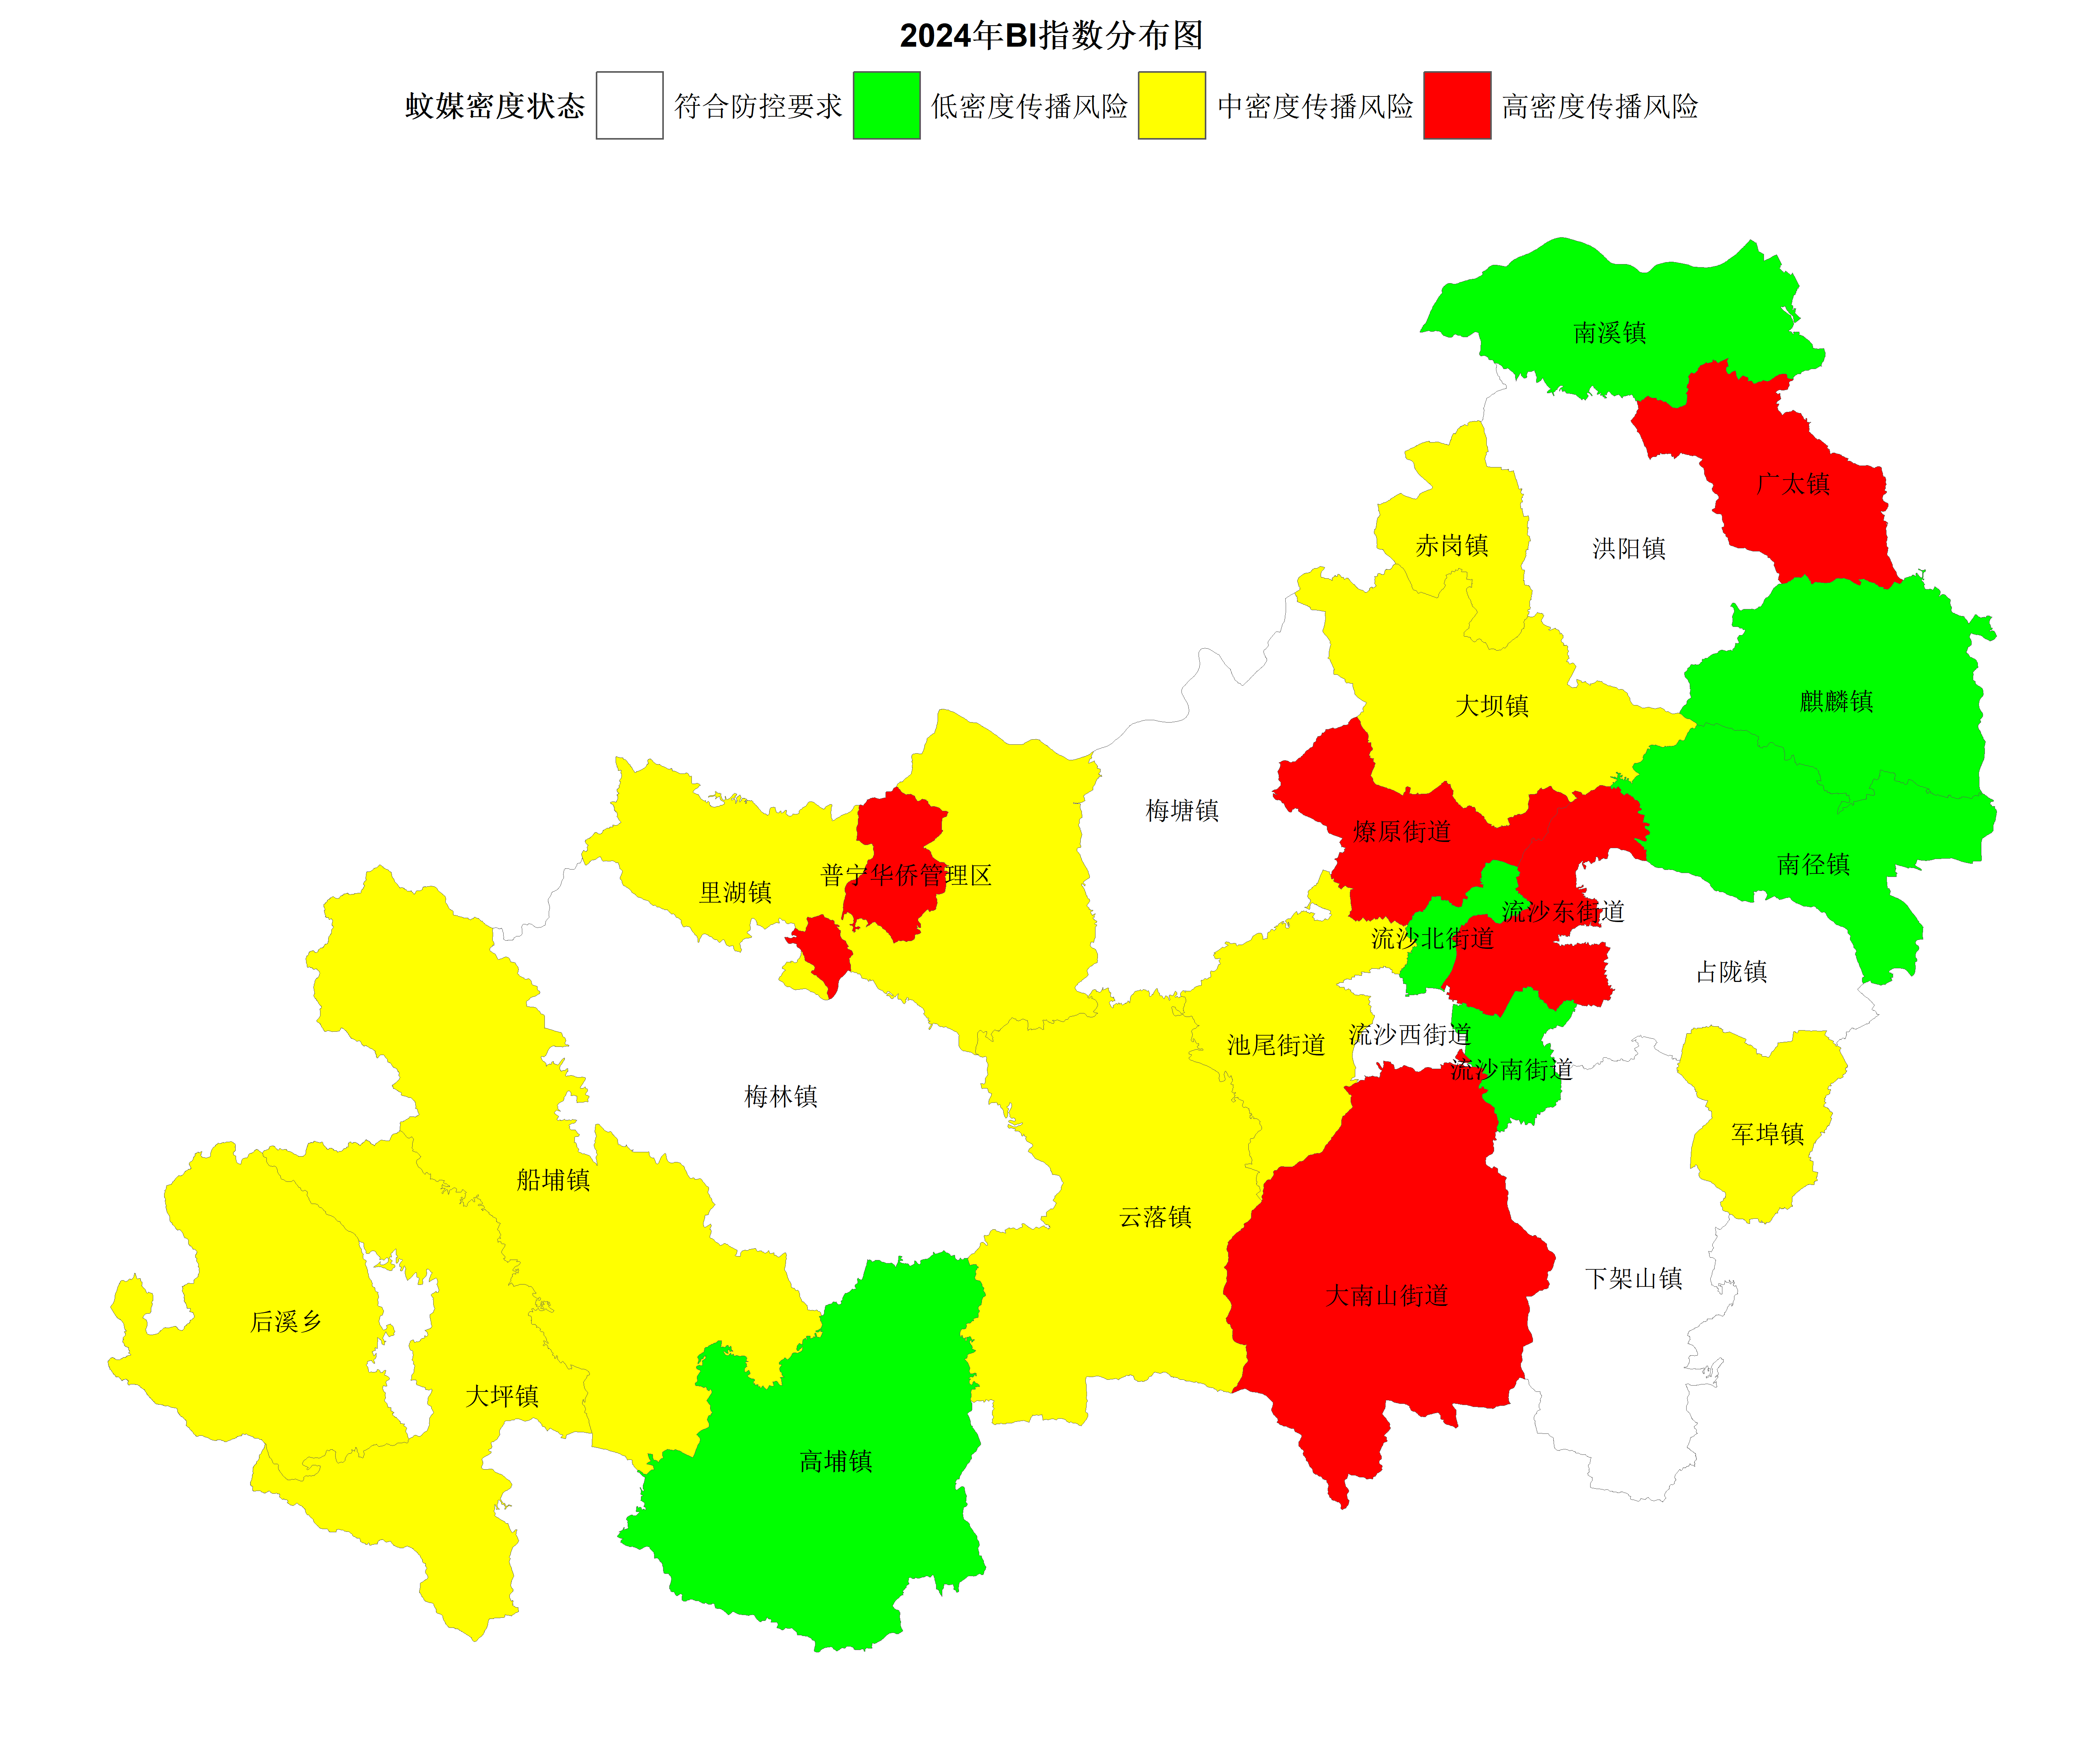 2024年BI指数分布图
蚊媒密度状态 符合防控要求 低密度传播风险 中密度传播风险 高密度传播风险
南溪镇
广太镇
赤岗镇
洪阳镇
麒麟镇
大坝镇
梅塘镇
燎原街道
南径镇
普宁华侨管理区
里湖镇
流沙东街道
流沙北街道
占陇镇
流沙西街道
池尾街道
流沙南街道
梅林镇
军埠镇
船埔镇
云落镇
下架山镇
大南山街道
后溪乡
大坪镇
高埔镇